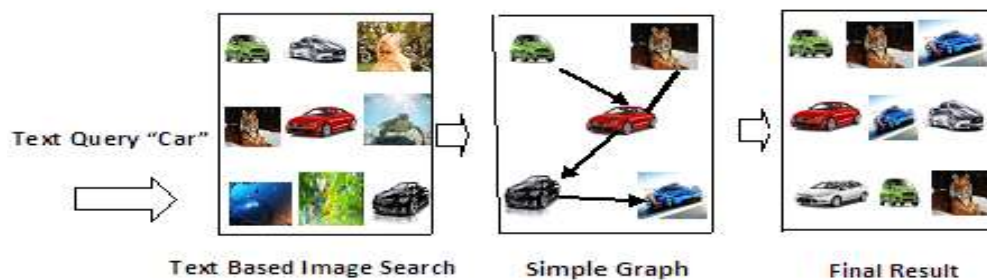 Text Query “Car”
Text Based Image Search
Simple Graph
Final Result